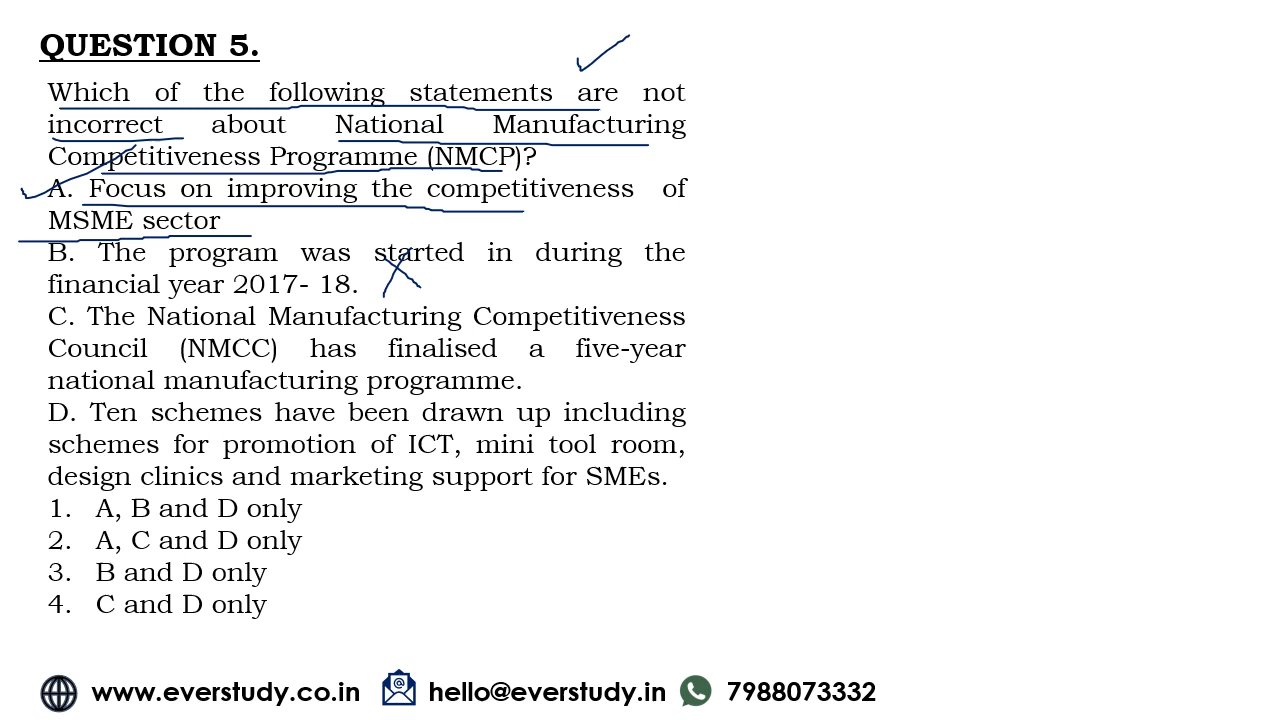 QUESTION 5.
Which of the following statements are not
incorrect about National Manufacturing
Competitiveness Programme (NMCP)?
A. Focus on improving the competitiveness of
MSME sector
B. The program was started in during the
financial year 2017- 18.
C. The National Manufacturing Competitiveness
Council (NMCC) has finalised a five-year
national manufacturing programme.
D. Ten schemes have been drawn up including
schemes for promotion of ICT, mini tool room,
design clinics and marketing support for SMEs.
1. A, B and D only
2. A, C and D only
3. B and D only
4. C and D only
www.everstudy.co.in hello@everstudy.in 7988073332